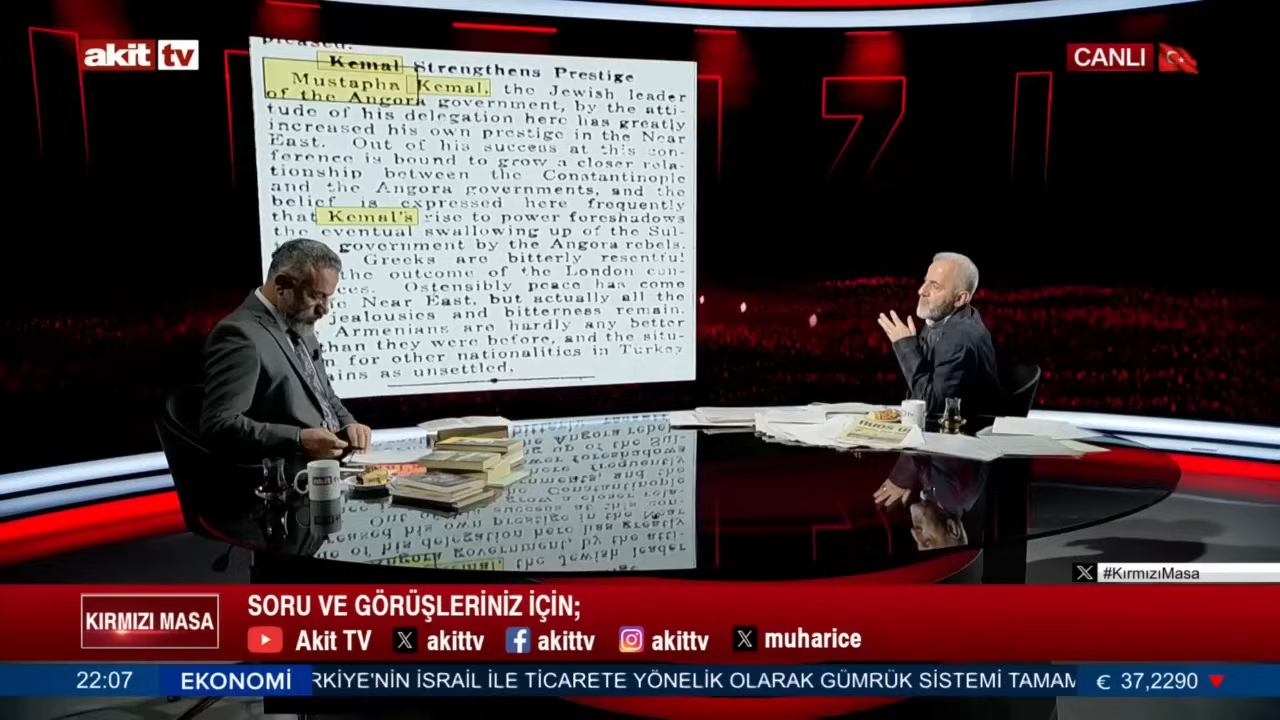 akit tv
CANLI
pleased.
Kemal Strengthens Prestige
Mustapha Kemal, the Jewish leader
of the Angora government, by the atti-
tude of his delegation here has greatly
increased his own prestige in the Near
East. Out of his success at this con-
ference is bound to grow a closer rela-
tionship between the Constantinople
and the Angora governments, and the
belief is expressed here frequently
that Kemal's rise to power foreshadows
the eventual swallowing up of the Sul-
government by the Angora rebels.
Greeks are bitterly resentful
the outcome of the London con-
ces. Ostensibly peace has come
Near East, but actually all the
jealousies and bitterness remain.
Armenians are hardly any better
than they were before, and the situ-
n for other nationalities in Turkey
ains as unsettled.
akit
#KırmızıMasa
KIRMIZI MASA
SORU VE GÖRÜŞLERİNİZ İÇİN;
Akit TV akittv akittv akittv muharice
22:07 EKONOMİ RKİYE'NİN İSRAİL İLE TİCARETE YÖNELİK OLARAK GÜMRÜK SİSTEMİ TAMAM € 37,2290